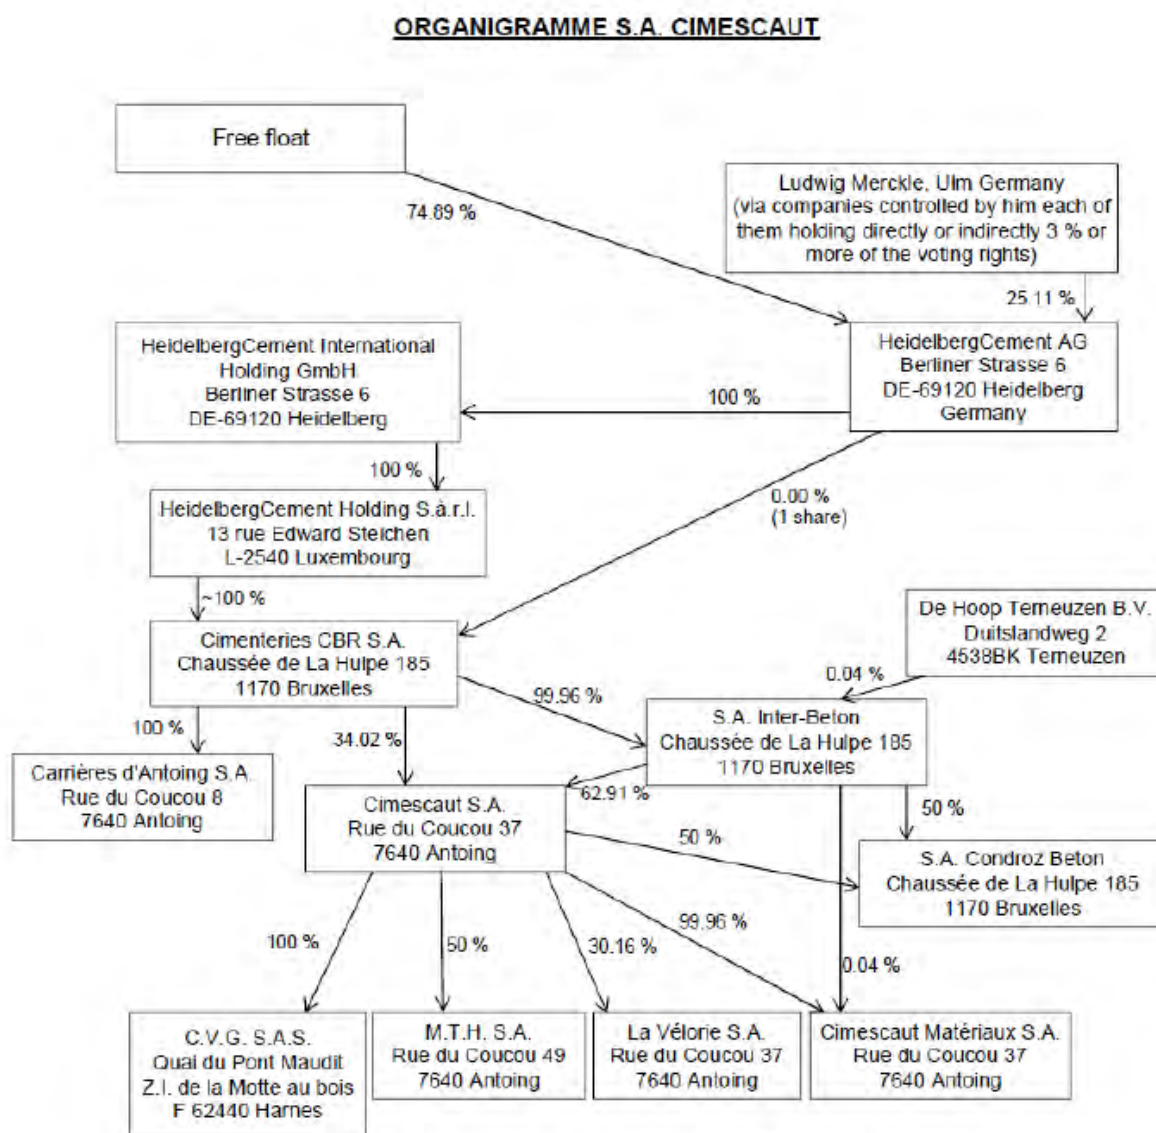 ORGANIGRAMME S.A. CIMESCAUT
Free float
Ludwig Merckle, Ulm Germany
(via companies controlled by him each of
them holding directly or indirectly 3 % or
more of the voting rights)
74.89 %
25 11 %
HeidelbergCement International
Holding GmbH
Berliner Strasse 6
DE-69120 Heidelberg
HeidelbergCement AG
Berliner Strasse 6
DE-69120 Heidelberg
Germany
100 %
100 %
HeidelbergCement Holding S.à.r.l.
13 rue Edward Steichen
L-2540 Luxembourg
0.00 %
(1 share)
~100 %
De Hoop Terneuzen B.V.
Duitslandweg 2
4538BK Terneuzen
Cimenteries CBR S.A.
Chaussée de La Hulpe 185
1170 Bruxelles
0.04 %
99.96 %
S.A. Inter-Beton
Chaussée de La Hulpe 185
1170 Bruxelles
100 %
34.02 %
Carrières d'Antoing S.A.
Rue du Coucou 8
7640 Antoing
62.91 %
Cimescaut S.A.
Rue du Coucou 37
7640 Antoing
50 %
50 %
S.A. Condroz Beton
Chaussée de La Hulpe 185
1170 Bruxelles
100 %
50 %
30.16 %
99.96 %
0.04 %
C.V.G. S.A.S.
Quai du Pont Maudit
Z.I. de la Motte au bois
F 62440 Harnes
M.T.H. S.A.
Rue du Coucou 49
7640 Antoing
La Vélorie S.A.
Rue du Coucou 37
7640 Antoing
Cimescaut Matériaux S.A.
Rue du Coucou 37
7640 Antoing